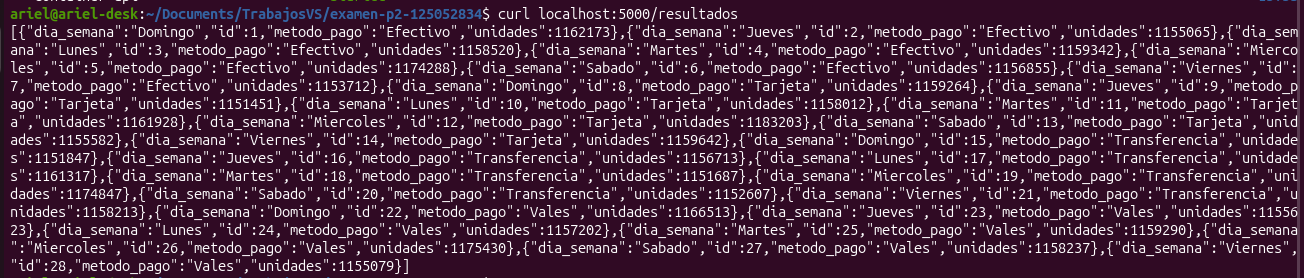 ariel@ariel-desk:~/Documents/TrabajosVS/examen-p2-125052834$ curl localhost:5000/resultados
[{"dia_semana":"Domingo","id":1,"metodo_pago":"Efectivo","unidades":1162173},{"dia_semana":"Jueves","id":2,"metodo_pago":"Efectivo","unidades":1155065},{"dia_sem
ana":"Lunes","id":3,"metodo_pago":"Efectivo","unidades":1158520},{"dia_semana":"Martes","id":4,"metodo_pago":"Efectivo","unidades":1159342},{"dia_semana":"Mierco
les","id":5,"metodo_pago":"Efectivo","unidades":1174288},{"dia_semana":"Sabado","id":6,"metodo_pago":"Efectivo","unidades":1156855},{"dia_semana":"Viernes","id":
7,"metodo_pago":"Efectivo","unidades":1153712},{"dia_semana":"Domingo","id":8,"metodo_pago":"Tarjeta","unidades":1159264},{"dia_semana":"Jueves","id":9,"metodo_p
ago":"Tarjeta","unidades":1151451},{"dia_semana":"Lunes","id":10,"metodo_pago":"Tarjeta","unidades":1158012},{"dia_semana":"Martes","id":11,"metodo_pago":"Tarjet
a","unidades":1161928},{"dia_semana":"Miercoles","id":12,"metodo_pago":"Tarjeta","unidades":1183203},{"dia_semana":"Sabado","id":13,"metodo_pago":"Tarjeta","unid
ades":1155582},{"dia_semana":"Viernes","id":14,"metodo_pago":"Tarjeta","unidades":1159642},{"dia_semana":"Domingo","id":15,"metodo_pago":"Transferencia","unidades
":1151847},{"dia_semana":"Jueves","id":16,"metodo_pago":"Transferencia","unidades":1156713},{"dia_semana":"Lunes","id":17,"metodo_pago":"Transferencia","unidade
s":1161317},{"dia_semana":"Martes","id":18,"metodo_pago":"Transferencia","unidades":1151687},{"dia_semana":"Miercoles","id":19,"metodo_pago":"Transferencia","uni
dades":1174847},{"dia_semana":"Sabado","id":20,"metodo_pago":"Transferencia","unidades":1152607},{"dia_semana":"Viernes","id":21,"metodo_pago":"Transferencia","u
nidades":1158213},{"dia_semana":"Domingo","id":22,"metodo_pago":"Vales","unidades":1166513},{"dia_semana":"Jueves","id":23,"metodo_pago":"Vales","unidades":11556
23},{"dia_semana":"Lunes","id":24,"metodo_pago":"Vales","unidades":1157202},{"dia_semana":"Martes","id":25,"metodo_pago":"Vales","unidades":1159290},{"dia_semana
":"Miercoles","id":26,"metodo_pago":"Vales","unidades":1175430},{"dia_semana":"Sabado","id":27,"metodo_pago":"Vales","unidades":1158237},{"dia_semana":"Viernes",
"id":28,"metodo_pago":"Vales","unidades":1155079}]